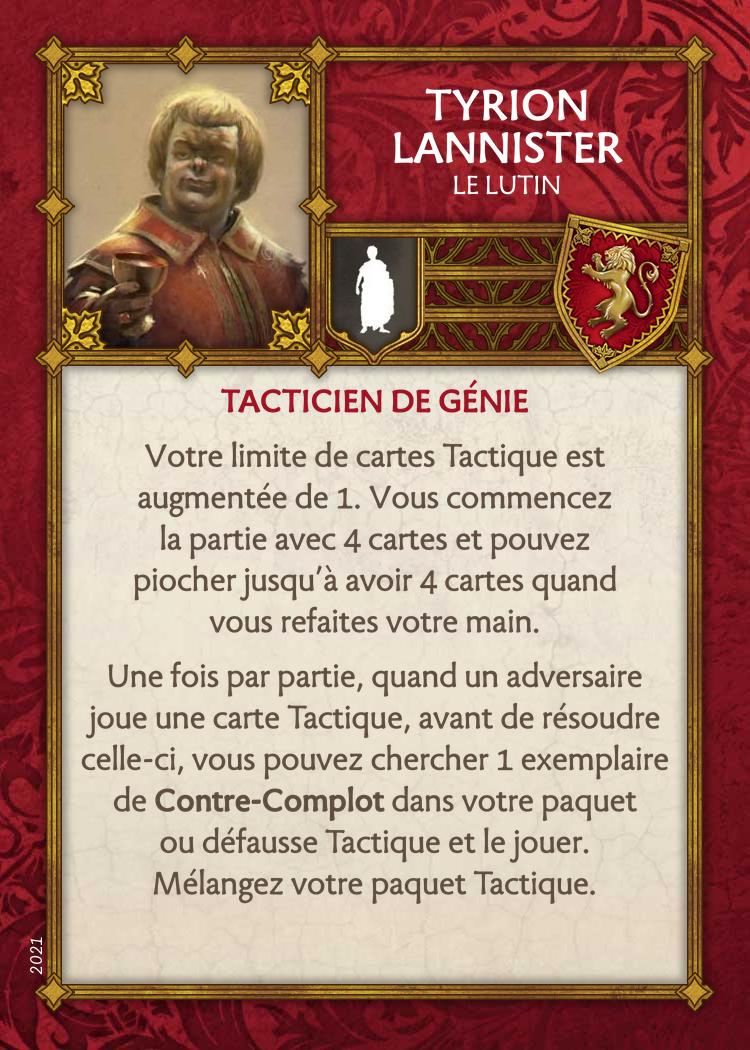 TYRION
LANNISTER
LE LUTIN
TACTICIEN DE GÉNIE
Votre limite de cartes Tactique est
augmentée de 1. Vous commencez
la partie avec 4 cartes et pouvez
piocher jusqu'à avoir 4 cartes quand
vous refaites votre main.
Une fois par partie, quand un adversaire
joue une carte Tactique, avant de résoudre
celle-ci, vous pouvez chercher 1 exemplaire
de Contre-Complot dans votre paquet
ou défausse Tactique et le jouer.
Mélangez votre paquet Tactique.
2021